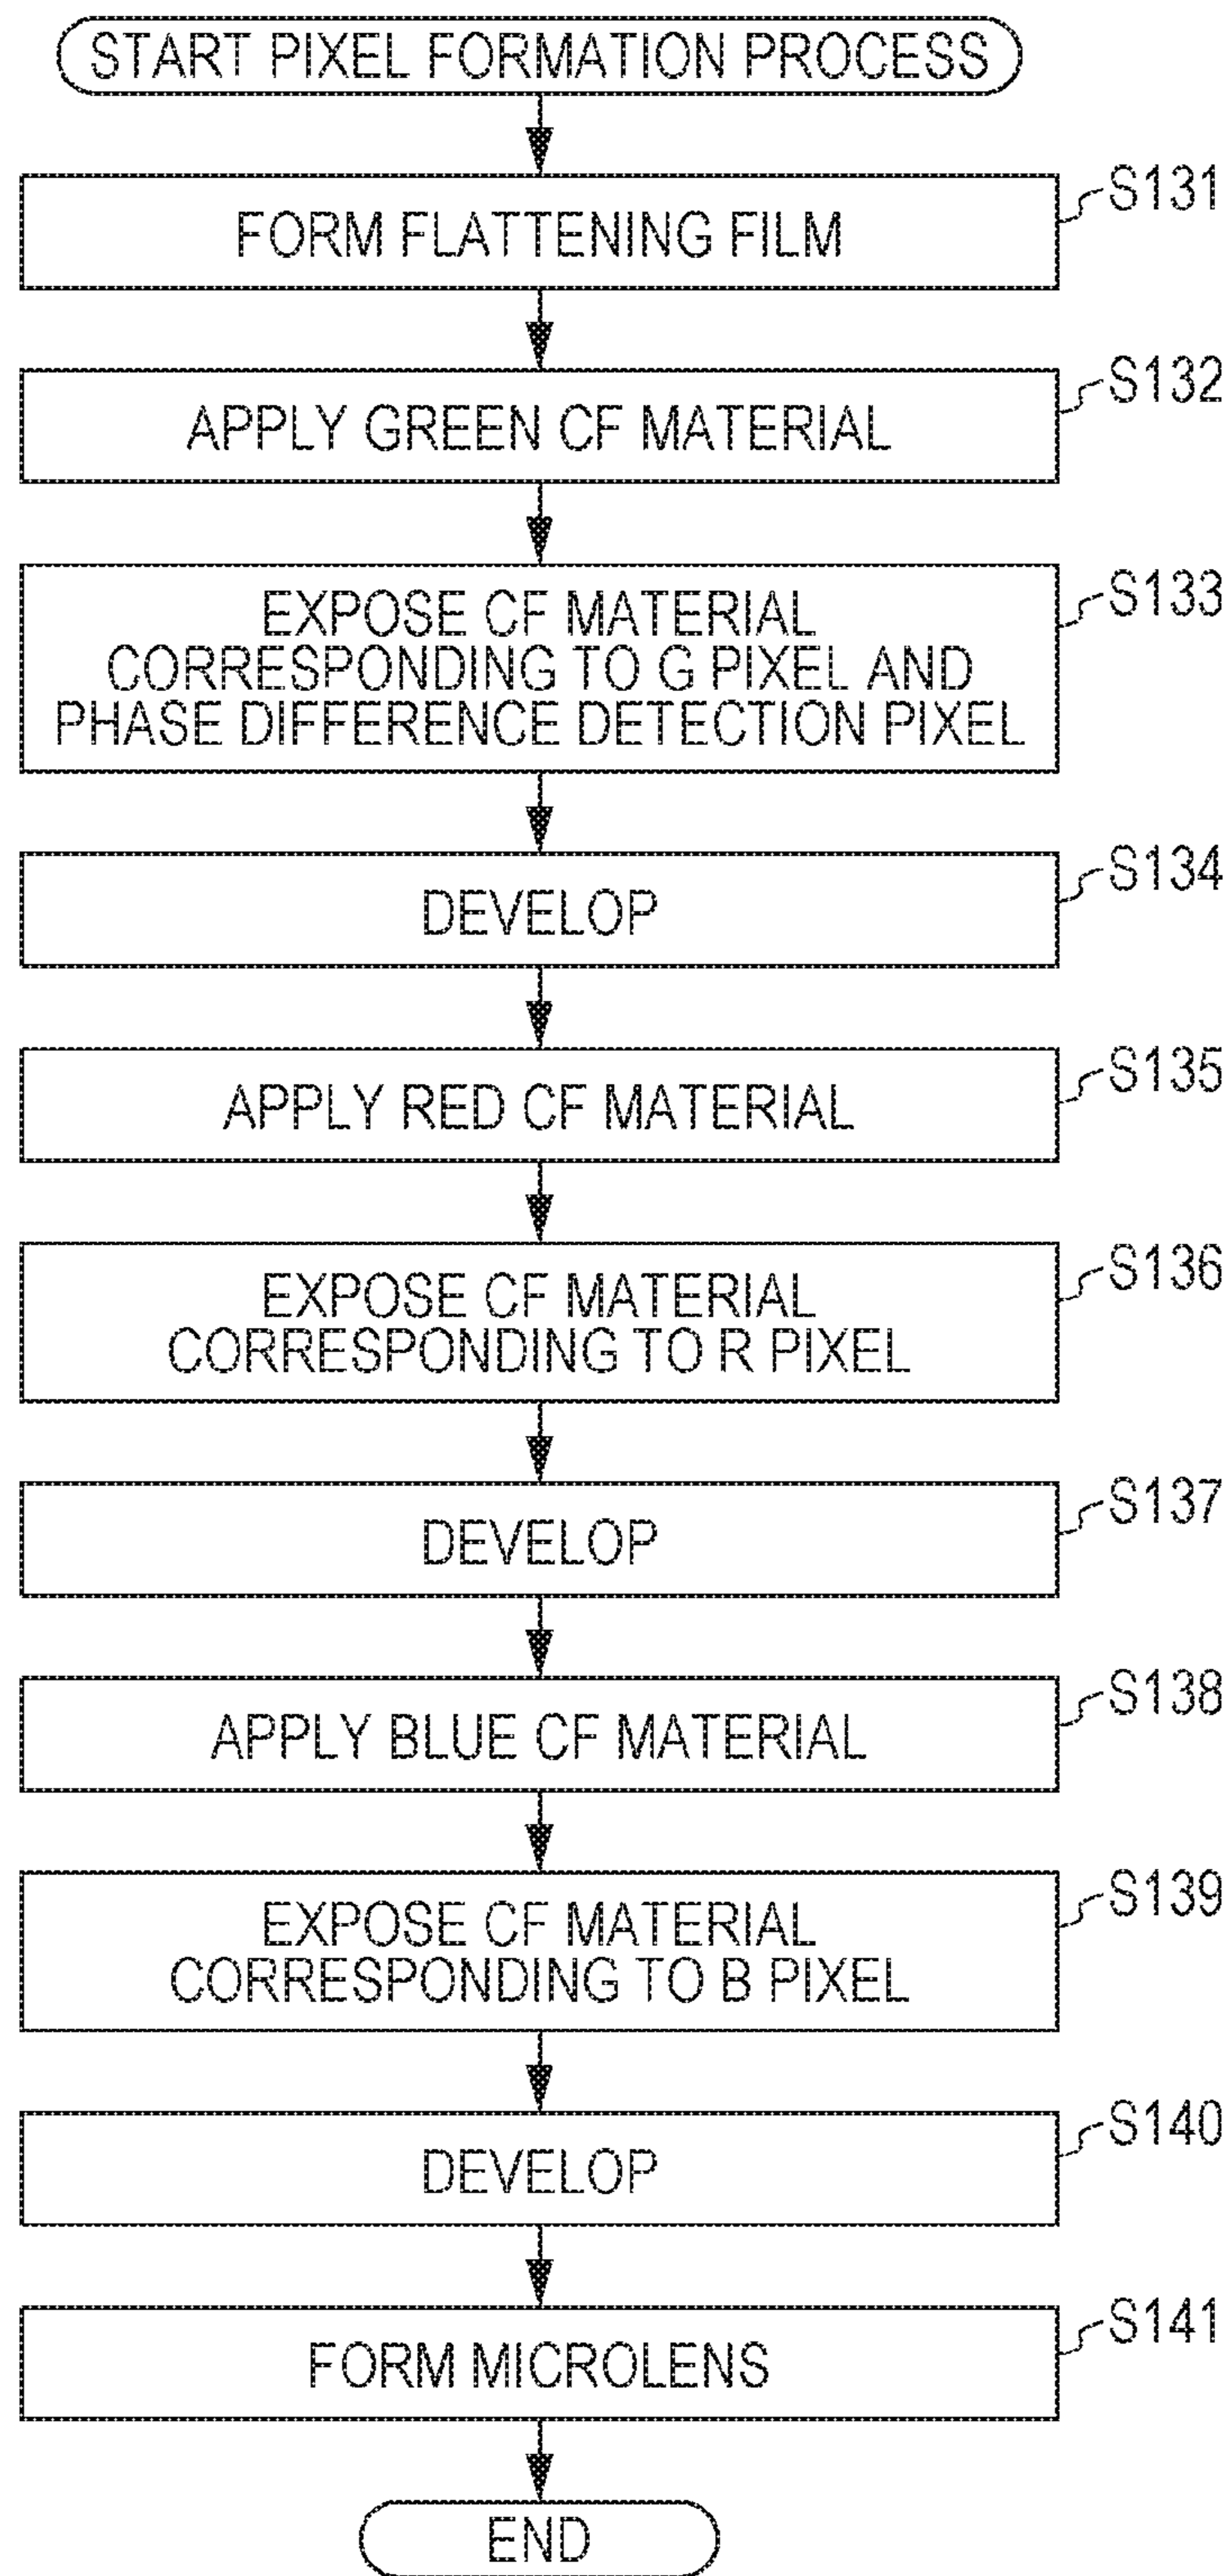 START PIXEL FORMATION PROCESS
S131
FORM FLATTENING FILM
S132
APPLY GREEN CF MATERIAL
S133
EXPOSE CF MATERIAL
CORRESPONDING TO G PIXEL AND
PHASE DIFFERENCE DETECTION PIXEL
S134
DEVELOP
S135
APPLY RED CF MATERIAL
S136
EXPOSE CF MATERIAL
CORRESPONDING TO R PIXEL
S137
DEVELOP
S138
APPLY BLUE CF MATERIAL
S139
EXPOSE CF MATERIAL
CORRESPONDING TO B PIXEL
S140
DEVELOP
S141
FORM MICROLENS
END